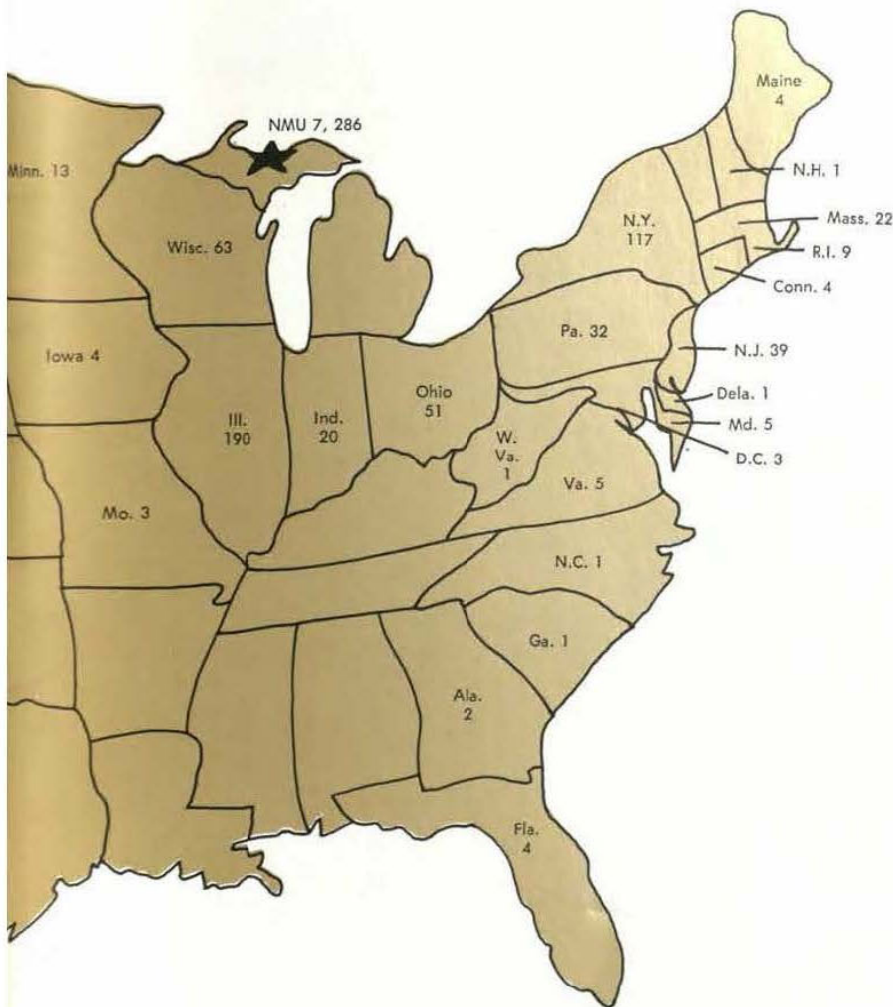 Maine
4
NMU 7, 286
Minn. 13
N.H. 1
N.Y.
117
Mass. 22
Wisc. 63
R.I. 9
Conn. 4
Pa. 32
Iowa 4
N.J. 39
Ohio
51
Dela. 1
Ill.
190
Ind.
20
Md. 5
W.
Va.
1
D.C. 3
Va. 5
Mo. 3
N.C. 1
Ga. 1
Ala.
2
Fla.
4